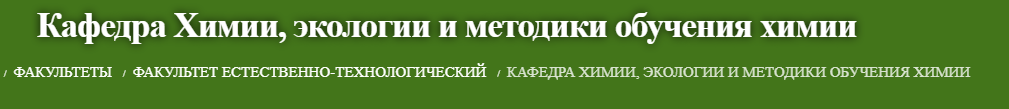 Кафедра Химии, экологии и методики обучения химии
/ ФАКУЛЬТЕТЫ / ФАКУЛЬТЕТ ЕСТЕСТВЕННО-ТЕХНОЛОГИЧЕСКИЙ / КАФЕДРА ХИМИИ, ЭКОЛОГИИ И МЕТОДИКИ ОБУЧЕНИЯ ХИМИИ